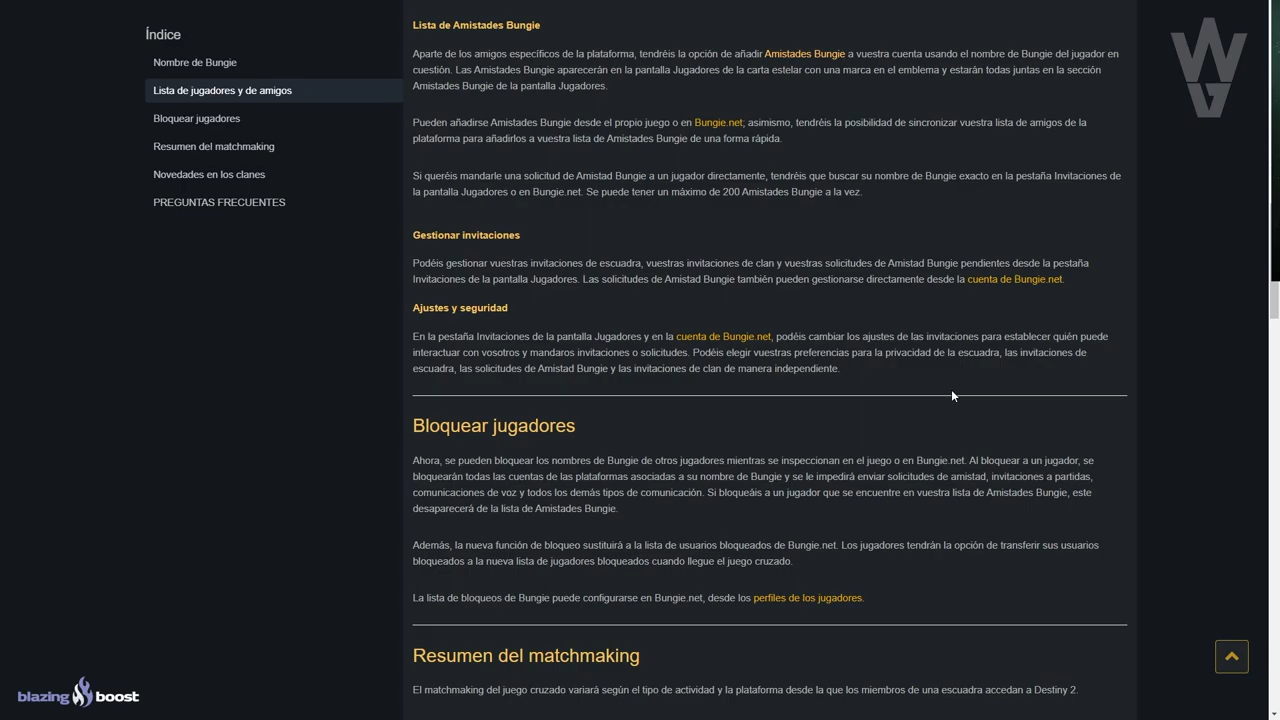 Índice
Nombre de Bungie
Lista de jugadores y de amigos
Bloquear jugadores
Resumen del matchmaking
Novedades en los clanes
PREGUNTAS FRECUENTES
Lista de Amistades Bungie
Aparte de los amigos específicos de la plataforma, tendréis la opción de añadir Amistades Bungie a vuestra cuenta usando el nombre de Bungie del jugador en
cuestión. Las Amistades Bungie aparecerán en la pantalla Jugadores de la carta estelar con una marca en el emblema y estarán todas juntas en la sección
Amistades Bungie de la pantalla Jugadores.
Pueden añadirse Amistades Bungie desde el propio juego o en Bungie.net; asimismo, tendréis la posibilidad de sincronizar vuestra lista de amigos de la
plataforma para añadirlos a vuestra lista de Amistades Bungie de una forma rápida.
Si queréis mandarle una solicitud de Amistad Bungie a un jugador directamente, tendréis que buscar su nombre de Bungie exacto en la pestaña Invitaciones de
la pantalla Jugadores o en Bungie.net. Se puede tener un máximo de 200 Amistades Bungie a la vez.
Gestionar invitaciones
Podéis gestionar vuestras invitaciones de escuadra, vuestras invitaciones de clan y vuestras solicitudes de Amistad Bungie pendientes desde la pestaña
Invitaciones de la pantalla Jugadores. Las solicitudes de Amistad Bungie también pueden gestionarse directamente desde la cuenta de Bungie.net.
Ajustes y seguridad
En la pestaña Invitaciones de la pantalla Jugadores y en la cuenta de Bungie.net, podéis cambiar los ajustes de las invitaciones para establecer quién puede
interactuar con vosotros y mandaros invitaciones o solicitudes. Podéis elegir vuestras preferencias para la privacidad de la escuadra, las invitaciones de
escuadra, las solicitudes de Amistad Bungie y las invitaciones de clan de manera independiente.
Bloquear jugadores
Ahora, se pueden bloquear los nombres de Bungie de otros jugadores mientras se inspeccionan en el juego o en Bungie.net. Al bloquear a un jugador, se
bloquearán todas las cuentas de las plataformas asociadas a su nombre de Bungie y se le impedirá enviar solicitudes de amistad, invitaciones a partidas,
comunicaciones de voz y todos los demás tipos de comunicación. Si bloqueáis a un jugador que se encuentre en vuestra lista de Amistades Bungie, este
desaparecerá de la lista de Amistades Bungie.
Además, la nueva función de bloqueo sustituirá a la lista de usuarios bloqueados de Bungie.net. Los jugadores tendrán la opción de transferir sus usuarios
bloqueados a la nueva lista de jugadores bloqueados cuando llegue el juego cruzado.
La lista de bloqueos de Bungie puede configurarse en Bungie.net, desde los perfiles de los jugadores.
Resumen del matchmaking
El matchmaking del juego cruzado variará según el tipo de actividad y la plataforma desde la que los miembros de una escuadra accedan a Destiny 2.
WG
blazing boost